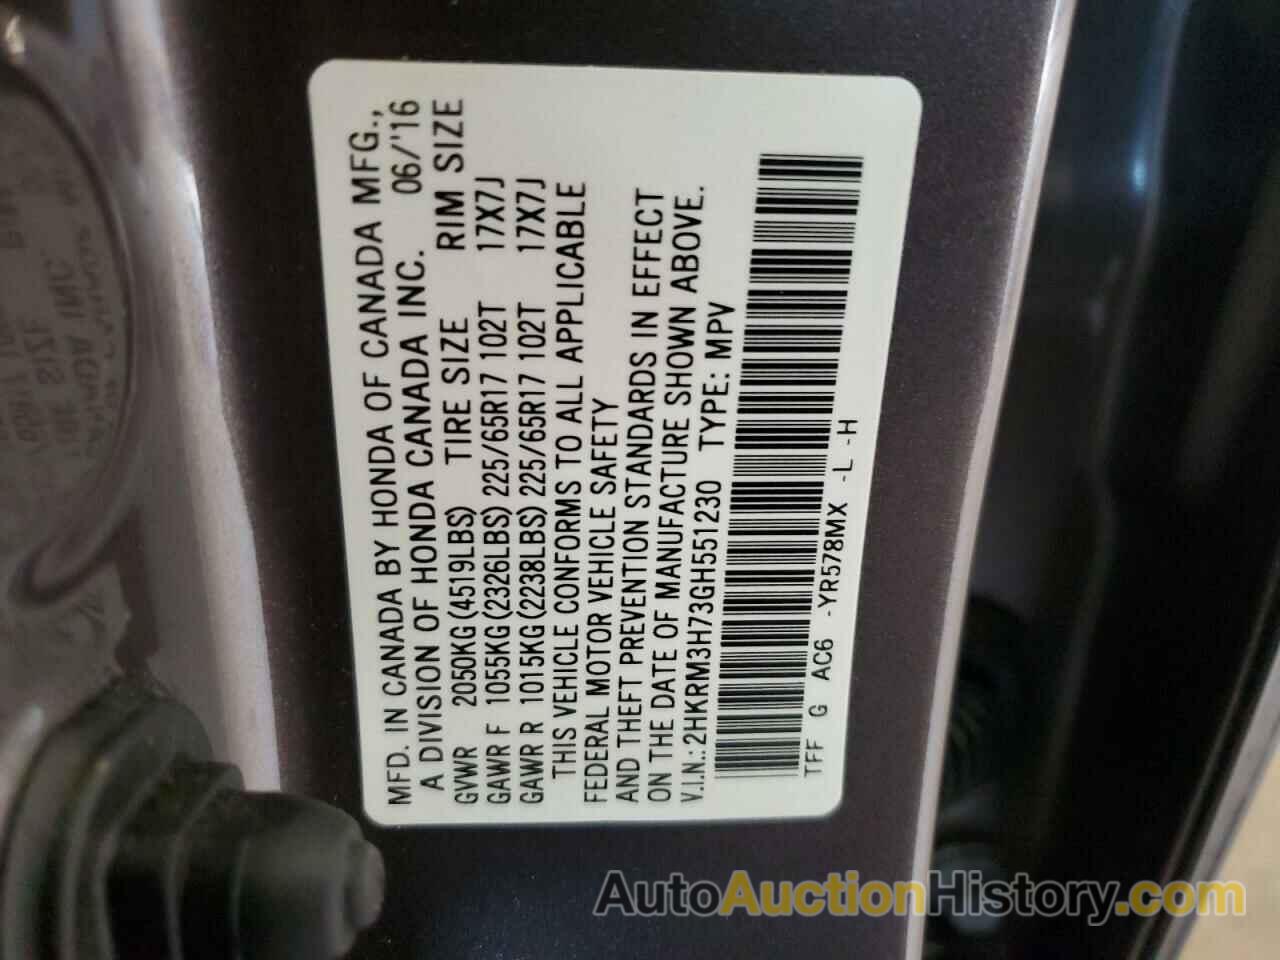 MFD. IN CANADA BY HONDA OF CANADA MFG.,
A DIVISION OF HONDA CANADA INC. 06/'16
GVWR 2050KG(4519LBS) TIRE SIZE RIM SIZE
GAWR F 1055KG(2326LBS) 225/65R17 102T 17X7J
GAWR R 1015KG(2238LBS) 225/65R17 102T 17X7J
THIS VEHICLE CONFORMS TO ALL APPLICABLE
FEDERAL MOTOR VEHICLE SAFETY
AND THEFT PREVENTION STANDARDS IN EFFECT
ON THE DATE OF MANUFACTURE SHOWN ABOVE.
V.I.N.: 2HKRM3H73GH551230 TYPE: MPV
TFF G AC6 -YR578MX -L -H
AutoAuctionHistory.com